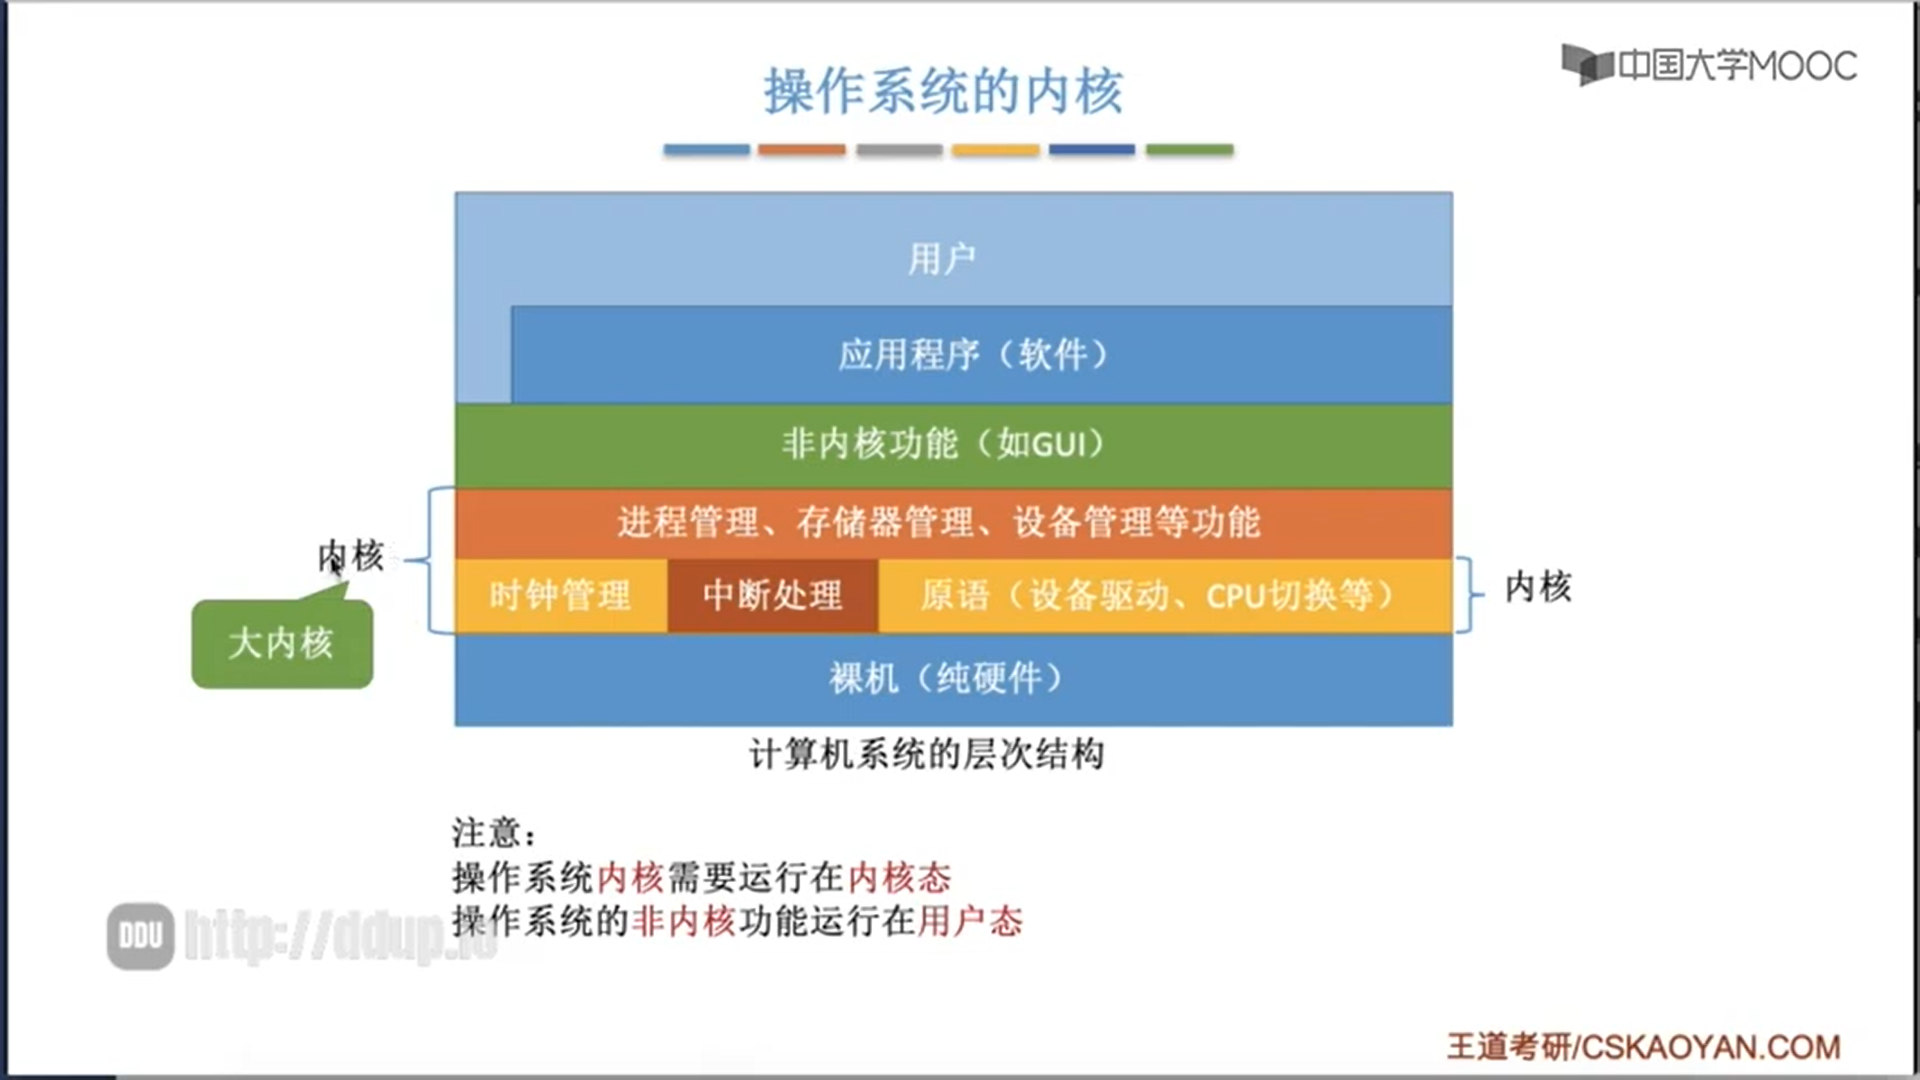 中国大学MOOC
操作系统的内核
用户
应用程序（软件）
非内核功能（如GUI）
进程管理、存储器管理、设备管理等功能
内核
时钟管理 中断处理 原语（设备驱动、CPU切换等）
内核
大内核
裸机（纯硬件）
计算机系统的层次结构
注意：
操作系统内核需要运行在内核态
操作系统的非内核功能运行在用户态
DDU http://ddup.io
王道考研/CSKAOYAN.COM